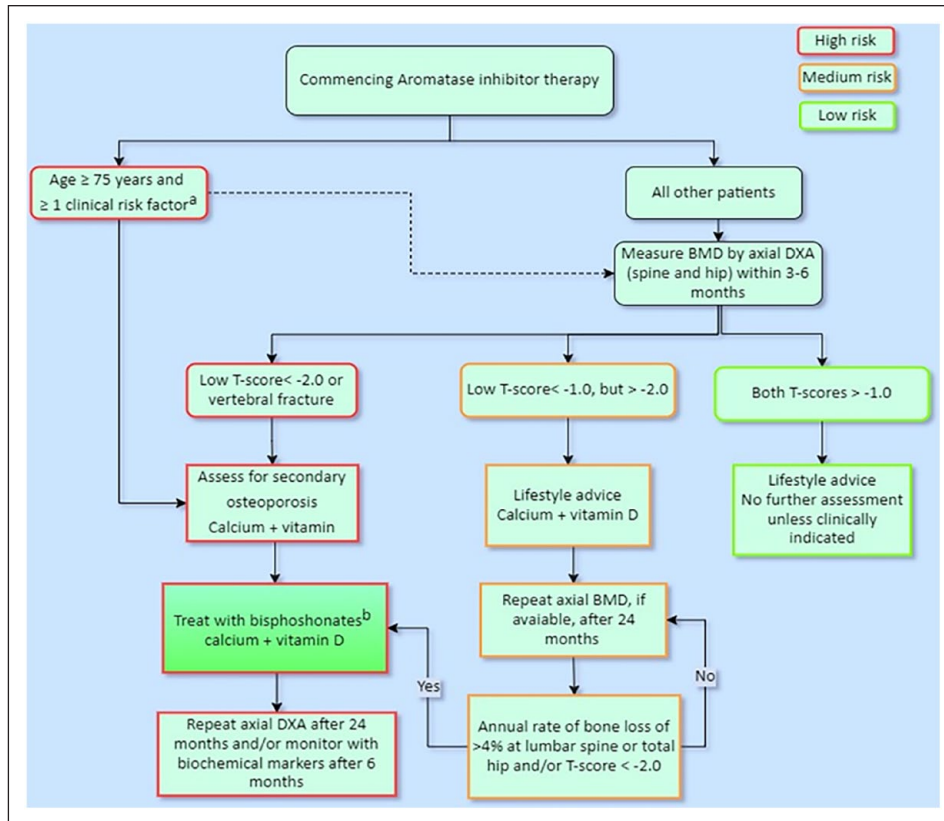 High risk
Medium risk
Low risk
Commencing Aromatase inhibitor therapy
Age ≥ 75 years and
≥ 1 clinical risk factorᵃ
All other patients
Measure BMD by axial DXA
(spine and hip) within 3-6
months
Low T-score< -2.0 or
vertebral fracture
Low T-score< -1.0, but > -2.0
Both T-scores > -1.0
Assess for secondary
osteoporosis
Calcium + vitamin
Lifestyle advice
Calcium + vitamin D
Lifestyle advice
No further assessment
unless clinically
indicated
Treat with bisphoshonatesᵇ
calcium + vitamin D
Repeat axial BMD, if
avaiable, after 24
months
Yes
No
Repeat axial DXA after 24
months and/or monitor with
biochemical markers after 6
months
Annual rate of bone loss of
>4% at lumbar spine or total
hip and/or T-score < -2.0